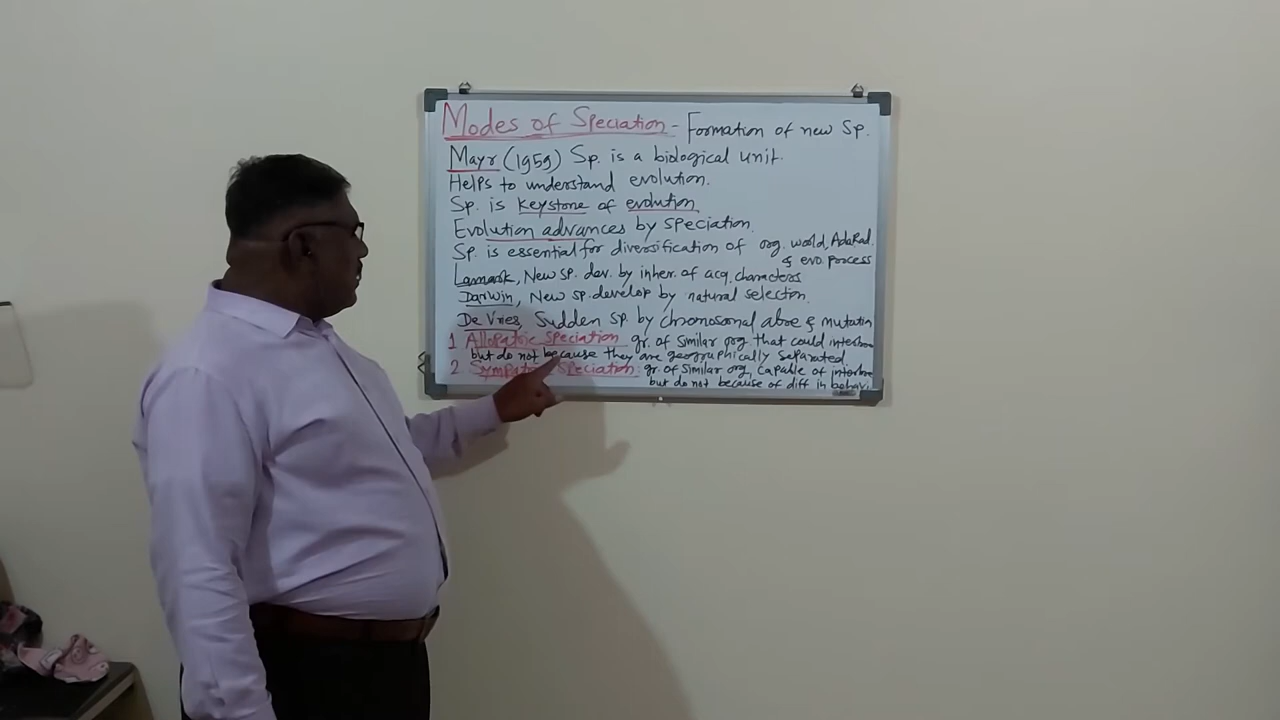 Modes of Speciation - Formation of new Sp.
Mayr (1959) Sp. is a biological unit.
Helps to understand evolution.
Sp. is keystone of evolution
Evolution advances by speciation.
Sp. is essential for diversification of org. world, AdaRad.
& evo. process
Lamark, New sp. dev. by inher. of acq. characters
Darwin, New sp. develop by natural selection.
De Vries, Sudden sp. by chromosomal abre & mutation
1 Allopatric Speciation gr. of similar org that could interbre
but do not because they are geographically separated
2 Sympatric Speciation: gr. of similar org, capable of interbre
but do not because of diff in behavi